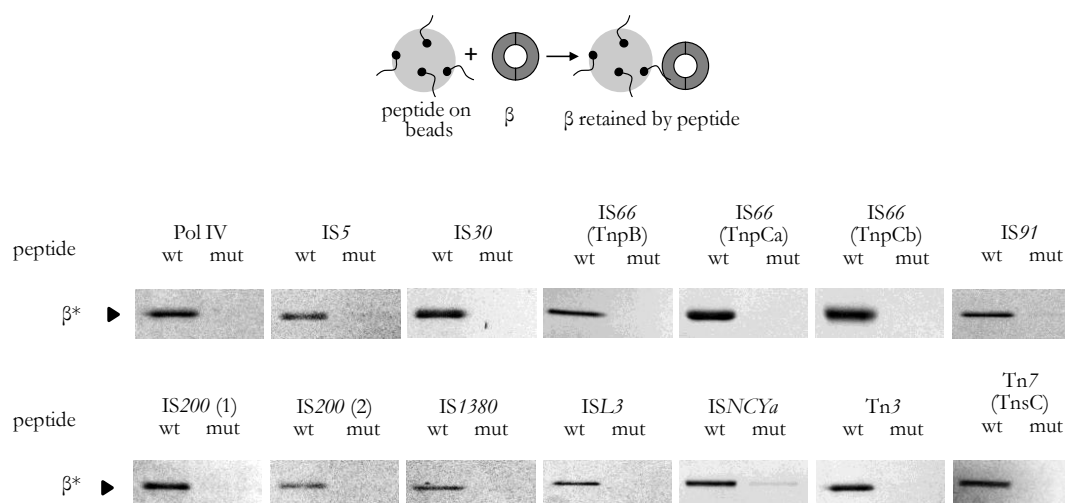 +
peptide on
beads
β
β retained by peptide
peptide
Pol IV
wt mut
IS5
wt mut
IS30
wt mut
IS66
(TnpB)
wt mut
IS66
(TnpCa)
wt mut
IS66
(TnpCb)
wt mut
IS91
wt mut
β*
peptide
IS200 (1)
wt mut
IS200 (2)
wt mut
IS1380
wt mut
ISL3
wt mut
ISNCYa
wt mut
Tn3
wt mut
Tn7
(TnsC)
wt mut
β*